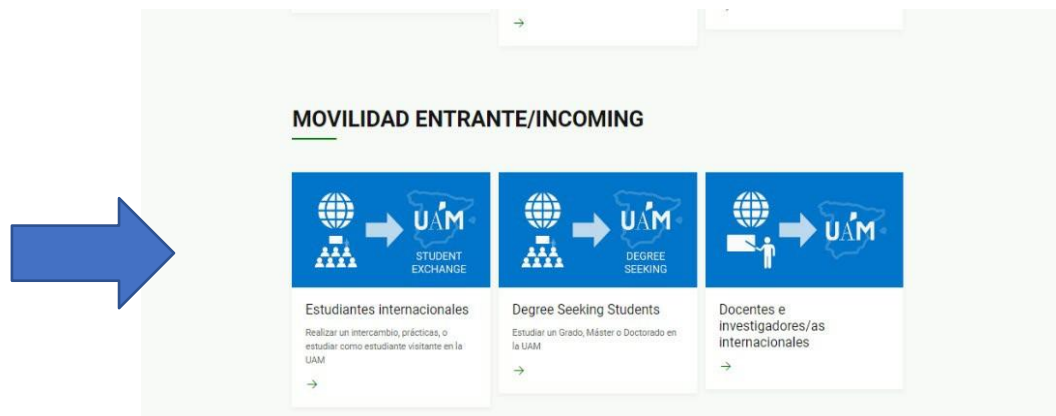 MOVILIDAD ENTRANTE/INCOMING
UAM
STUDENT
EXCHANGE
UAM
DEGREE
SEEKING
UAM
Estudiantes internacionales
Realizar un intercambio, prácticas, o
estudiar como estudiante visitante en la
UAM
Degree Seeking Students
Estudiar un Grado, Máster o Doctorado en
la UAM
Docentes e
investigadores/as
internacionales